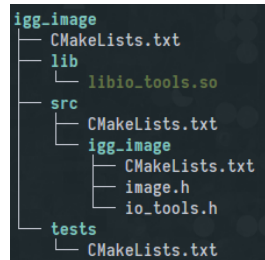 igg_image
├── CMakeLists.txt
├── lib
│   └── libio_tools.so
├── src
│   ├── CMakeLists.txt
│   └── igg_image
│       ├── CMakeLists.txt
│       ├── image.h
│       └── io_tools.h
└── tests
    └── CMakeLists.txt